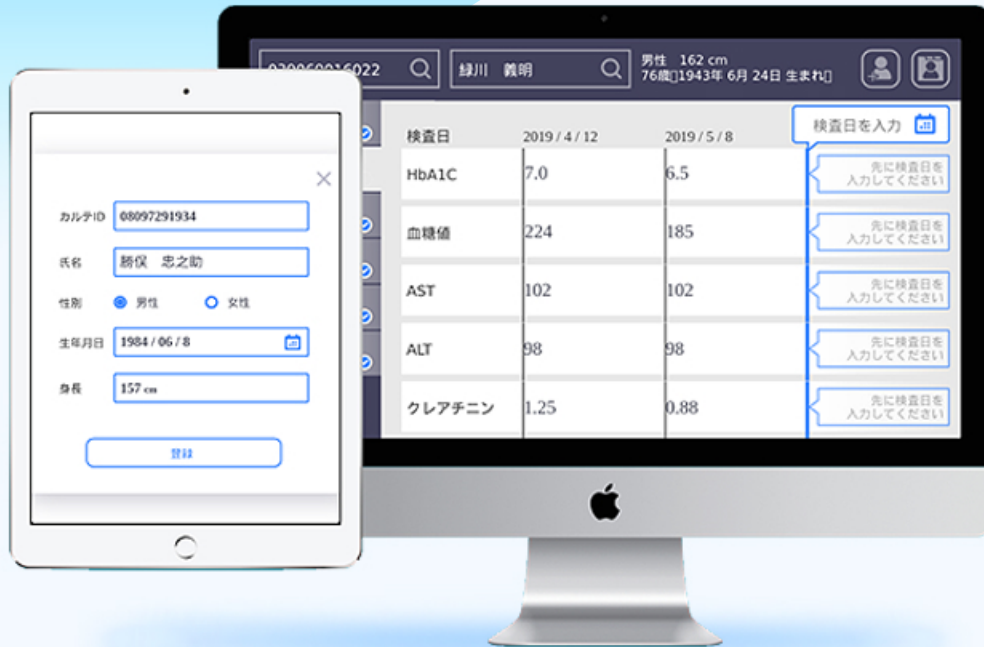 カルテID 08097291934
氏名 勝俣 忠之助
性別 男性 女性
生年月日 1984 / 06 / 8
身長 157 cm
登録
緑川 義明
男性 162 cm
76歳▯1943年 6月 24日 生まれ▯
検査日 2019 / 4 / 12 2019 / 5 / 8 検査日を入力
HbA1C 7.0 6.5 先に検査日を
入力してください
血糖値 224 185 先に検査日を
入力してください
AST 102 102 先に検査日を
入力してください
ALT 98 98 先に検査日を
入力してください
クレアチニン 1.25 0.88 先に検査日を
入力してください